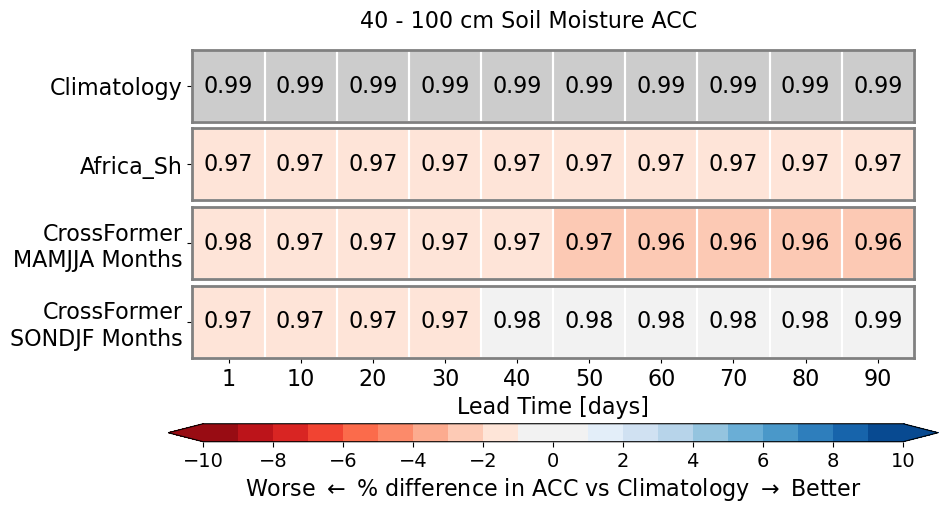 40 - 100 cm Soil Moisture ACC
Climatology 0.99 0.99 0.99 0.99 0.99 0.99 0.99 0.99 0.99 0.99
Africa_Sh 0.97 0.97 0.97 0.97 0.97 0.97 0.97 0.97 0.97 0.97
CrossFormer
MAMJJA Months 0.98 0.97 0.97 0.97 0.97 0.97 0.96 0.96 0.96 0.96
CrossFormer
SONDJF Months 0.97 0.97 0.97 0.97 0.98 0.98 0.98 0.98 0.98 0.99
1 10 20 30 40 50 60 70 80 90
Lead Time [days]
−10 −8 −6 −4 −2 0 2 4 6 8 10
Worse ← % difference in ACC vs Climatology → Better